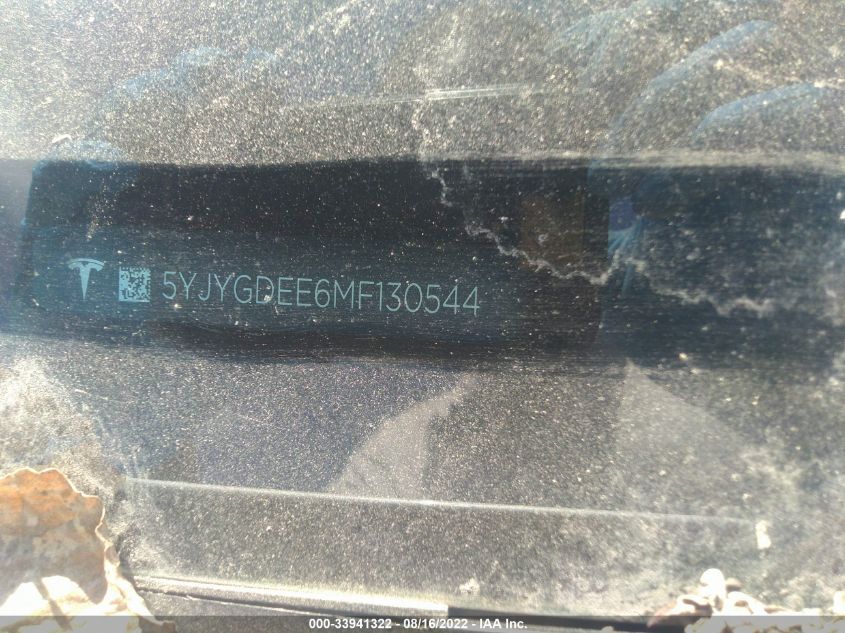 5YJYGDEE6MF130544
000-33941322 - 08/16/2022 - IAA Inc.